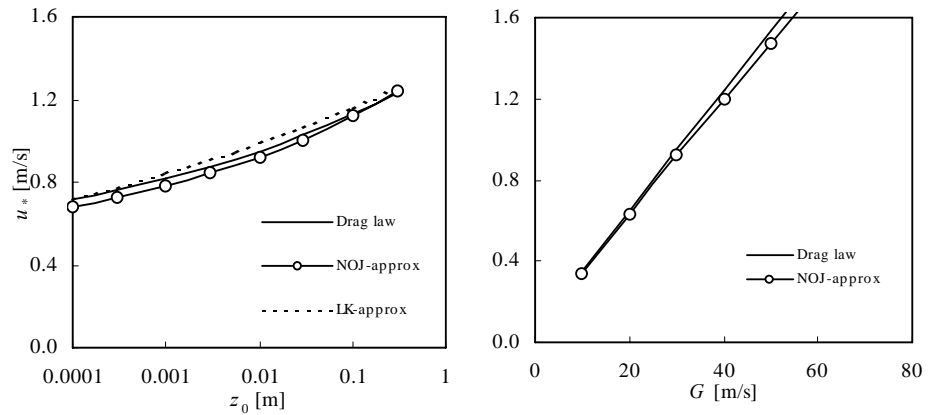 1.6
1.2
0.8
0.4
0.0
u* [m/s]
Drag law
NOJ-approx
LK-approx
0.0001
0.001
0.01
0.1
1
z0 [m]
1.6
1.2
0.8
0.4
0.0
Drag law
NOJ-approx
0
20
40
60
80
G [m/s]